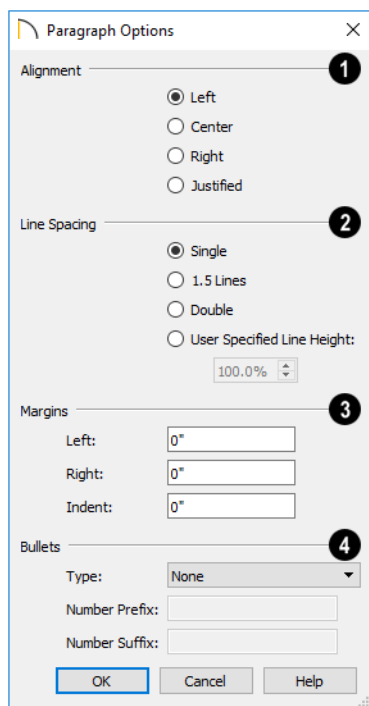 Paragraph Options
Alignment 1
Left
Center
Right
Justified
Line Spacing 2
Single
1.5 Lines
Double
User Specified Line Height:
100.0%
Margins 3
Left: 0"
Right: 0"
Indent: 0"
Bullets 4
Type: None
Number Prefix:
Number Suffix:
OK Cancel Help